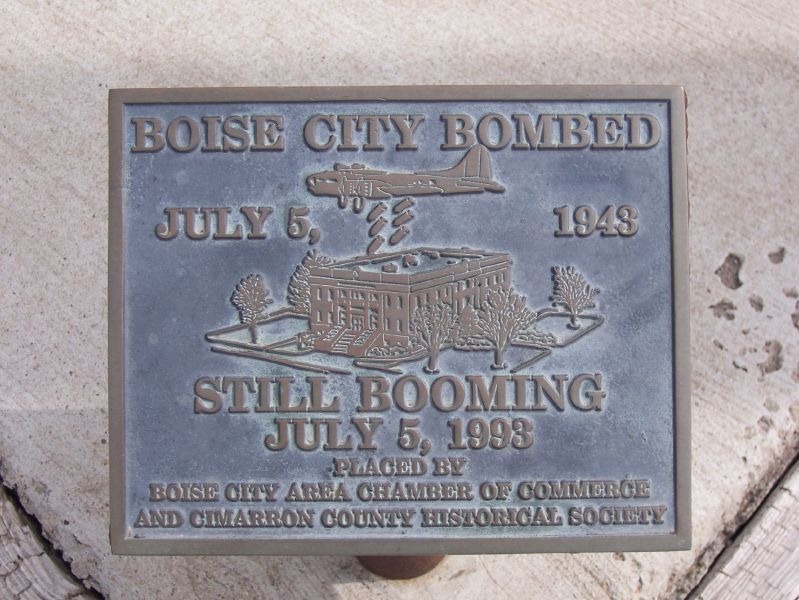 BOISE CITY BOMBED
JULY 5, 1943
STILL BOOMING
JULY 5, 1993
PLACED BY
BOISE CITY AREA CHAMBER OF COMMERCE
AND CIMARRON COUNTY HISTORICAL SOCIETY